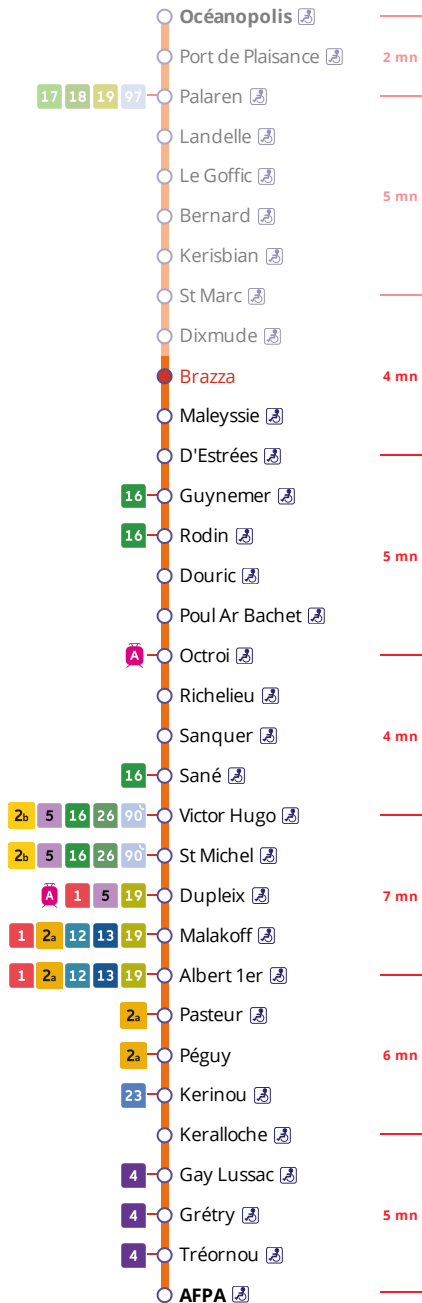 Océanopolis
Port de Plaisance 2 mn
17 18 19 97 Palaren
Landelle
Le Goffic 5 mn
Bernard
Kerisbian
St Marc
Dixmude
Brazza 4 mn
Maleyssie
D'Estrées
16 Guynemer
16 Rodin
Douric 5 mn
Poul Ar Bachet
A Octroi
Richelieu
Sanquer 4 mn
16 Sané
2b 5 16 26 90 Victor Hugo
2b 5 16 26 90 St Michel
A 1 5 19 Dupleix 7 mn
1 2a 12 13 19 Malakoff
1 2a 12 13 19 Albert 1er
2a Pasteur
2a Péguy 6 mn
23 Kerinou
Keralloche
4 Gay Lussac
4 Grétry 5 mn
4 Tréornou
AFPA